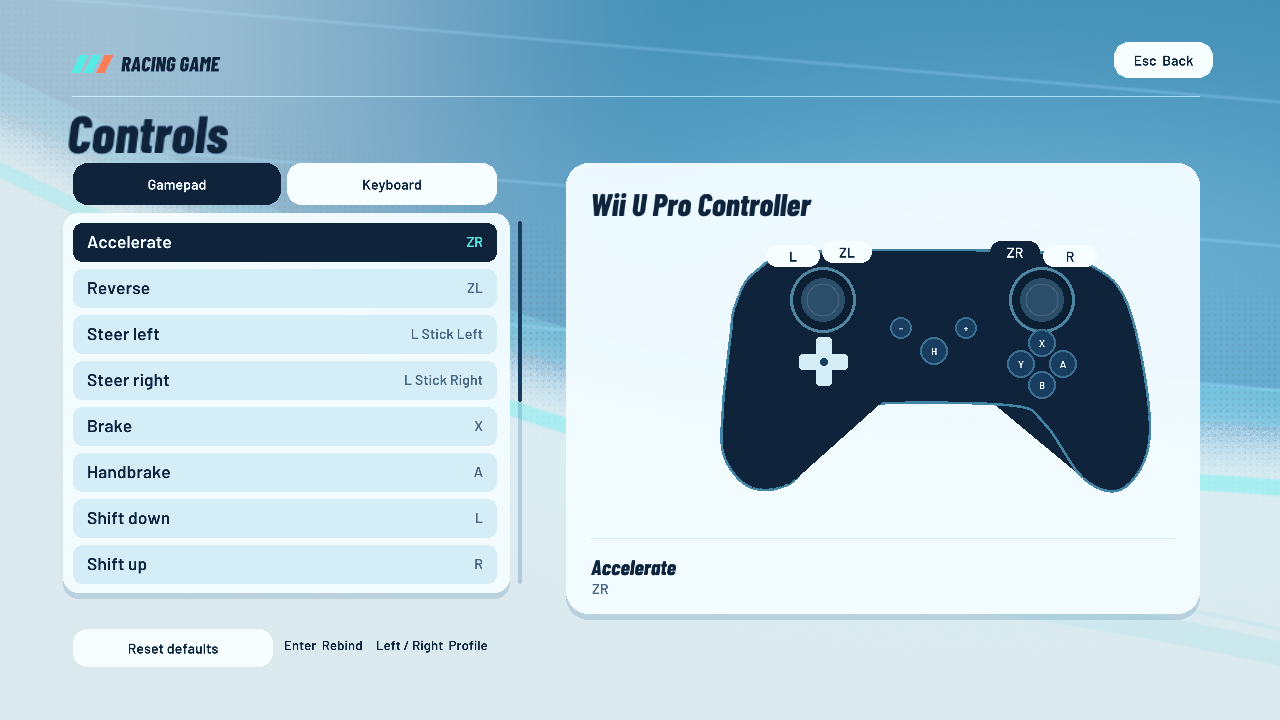 RACING GAME
Esc Back
Controls
Gamepad
Keyboard
Accelerate ZR
Reverse ZL
Steer left L Stick Left
Steer right L Stick Right
Brake X
Handbrake A
Shift down L
Shift up R
Reset defaults
Enter Rebind Left / Right Profile
Wii U Pro Controller
L ZL ZR R
- +
H
X
Y A
B
Accelerate
ZR